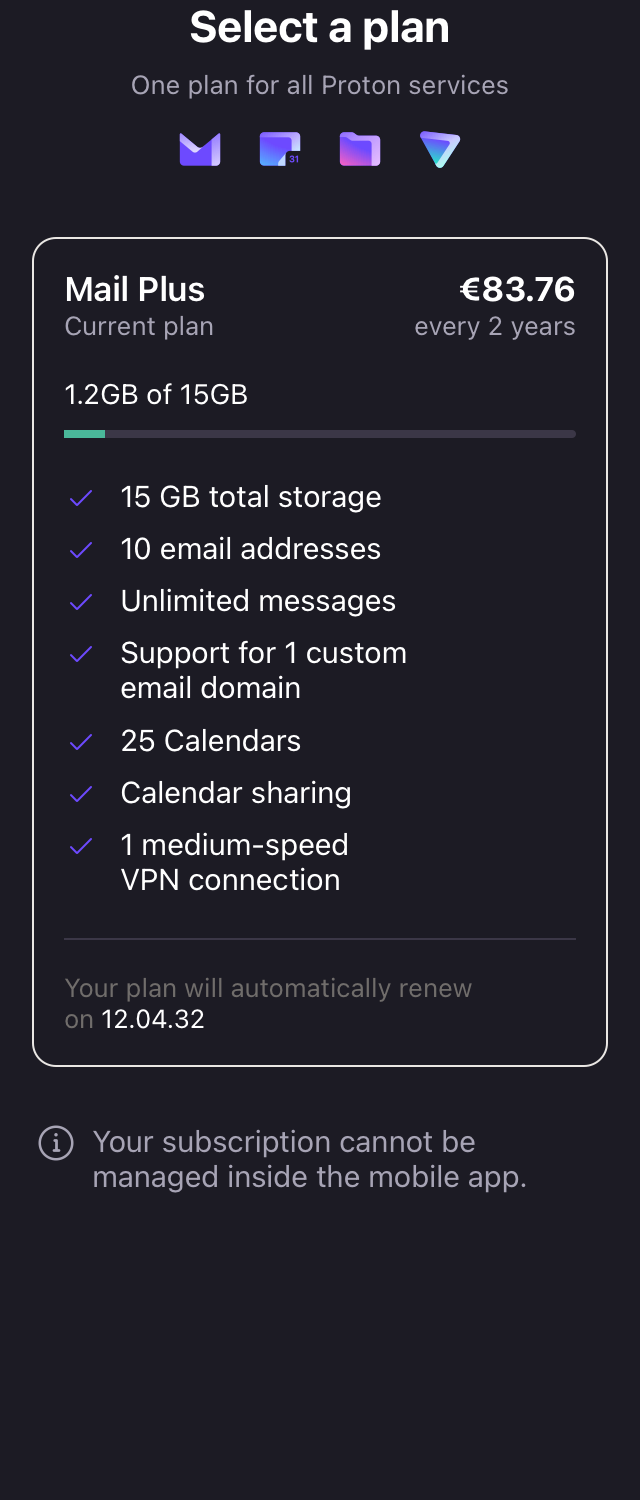 Select a plan
One plan for all Proton services
31
Mail Plus
€83.76
Current plan
every 2 years
1.2GB of 15GB
15 GB total storage
10 email addresses
Unlimited messages
Support for 1 custom
email domain
25 Calendars
Calendar sharing
1 medium-speed
VPN connection
Your plan will automatically renew
on 12.04.32
Your subscription cannot be
managed inside the mobile app.